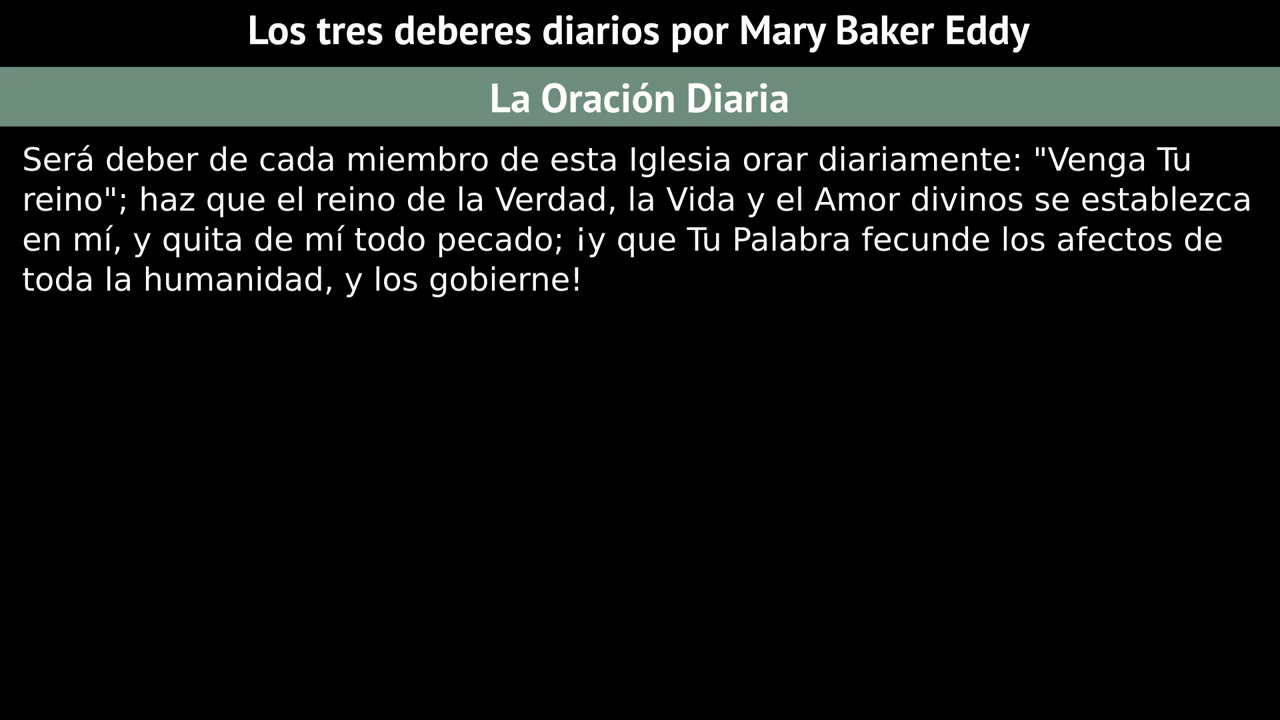 Los tres deberes diarios por Mary Baker Eddy
La Oración Diaria
Será deber de cada miembro de esta Iglesia orar diariamente: "Venga Tu
reino"; haz que el reino de la Verdad, la Vida y el Amor divinos se establezca
en mí, y quita de mí todo pecado; ¡y que Tu Palabra fecunde los afectos de
toda la humanidad, y los gobierne!